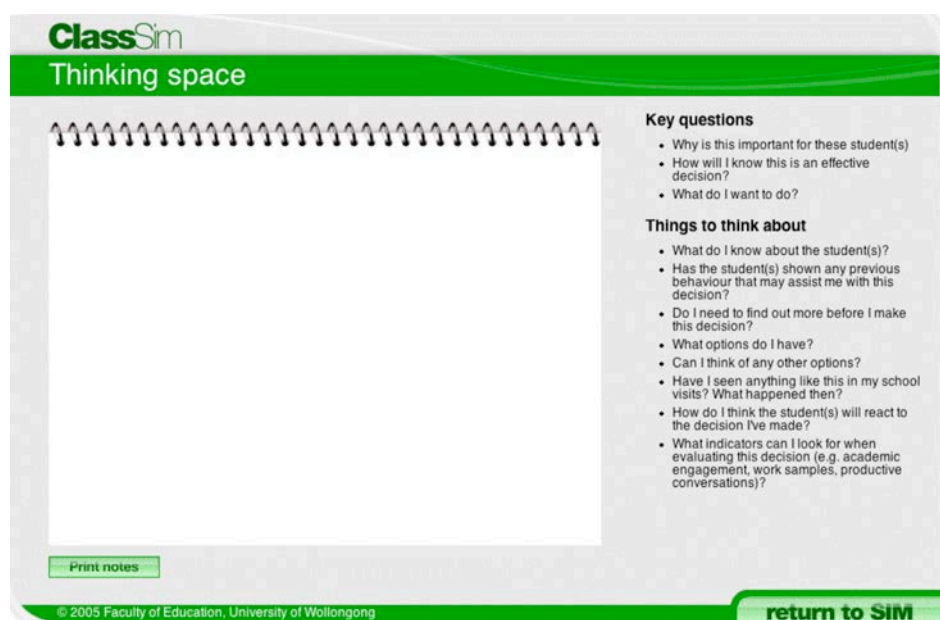 ClassSim
Thinking space
Key questions
• Why is this important for these student(s)
• How will I know this is an effective
decision?
• What do I want to do?
Things to think about
• What do I know about the student(s)?
• Has the student(s) shown any previous
behaviour that may assist me with this
decision?
• Do I need to find out more before I make
this decision?
• What options do I have?
• Can I think of any other options?
• Have I seen anything like this in my school
visits? What happened then?
• How do I think the student(s) will react to
the decision I've made?
• What indicators can I look for when
evaluating this decision (e.g. academic
engagement, work samples, productive
conversations)?
Print notes
© 2005 Faculty of Education, University of Wollongong
return to SIM